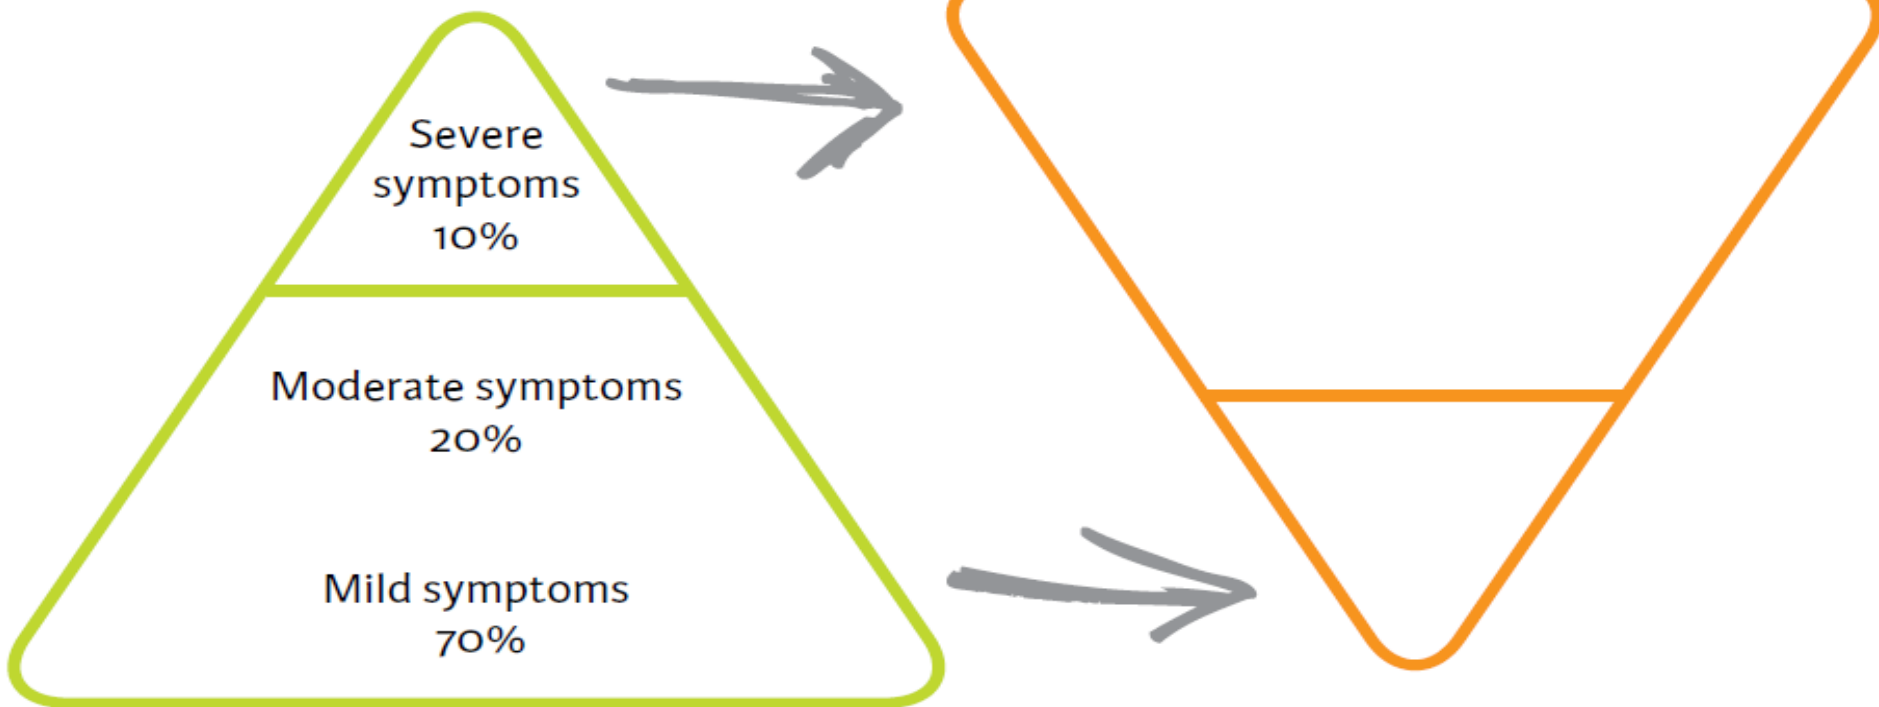 Severe
symptoms
10%
Moderate symptoms
20%
Mild symptoms
70%